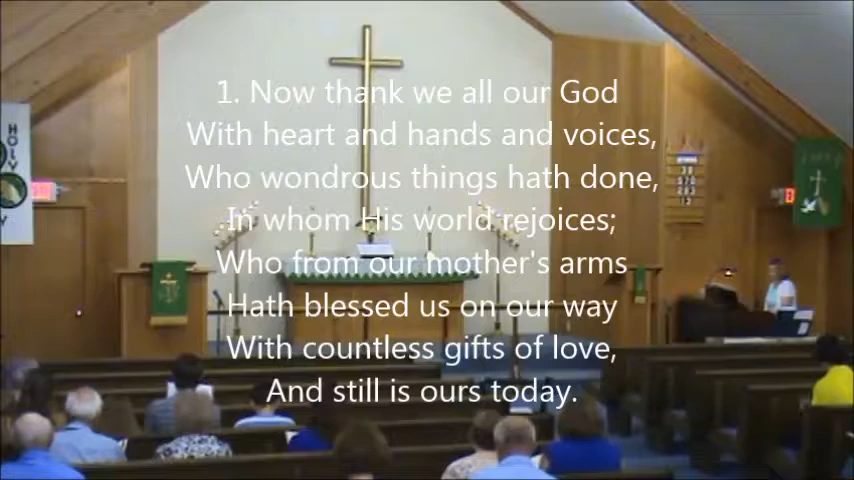 1. Now thank we all our God
With heart and hands and voices,
Who wondrous things hath done,
In whom His world rejoices;
Who from our mother's arms
Hath blessed us on our way
With countless gifts of love,
And still is ours today.
HOLY